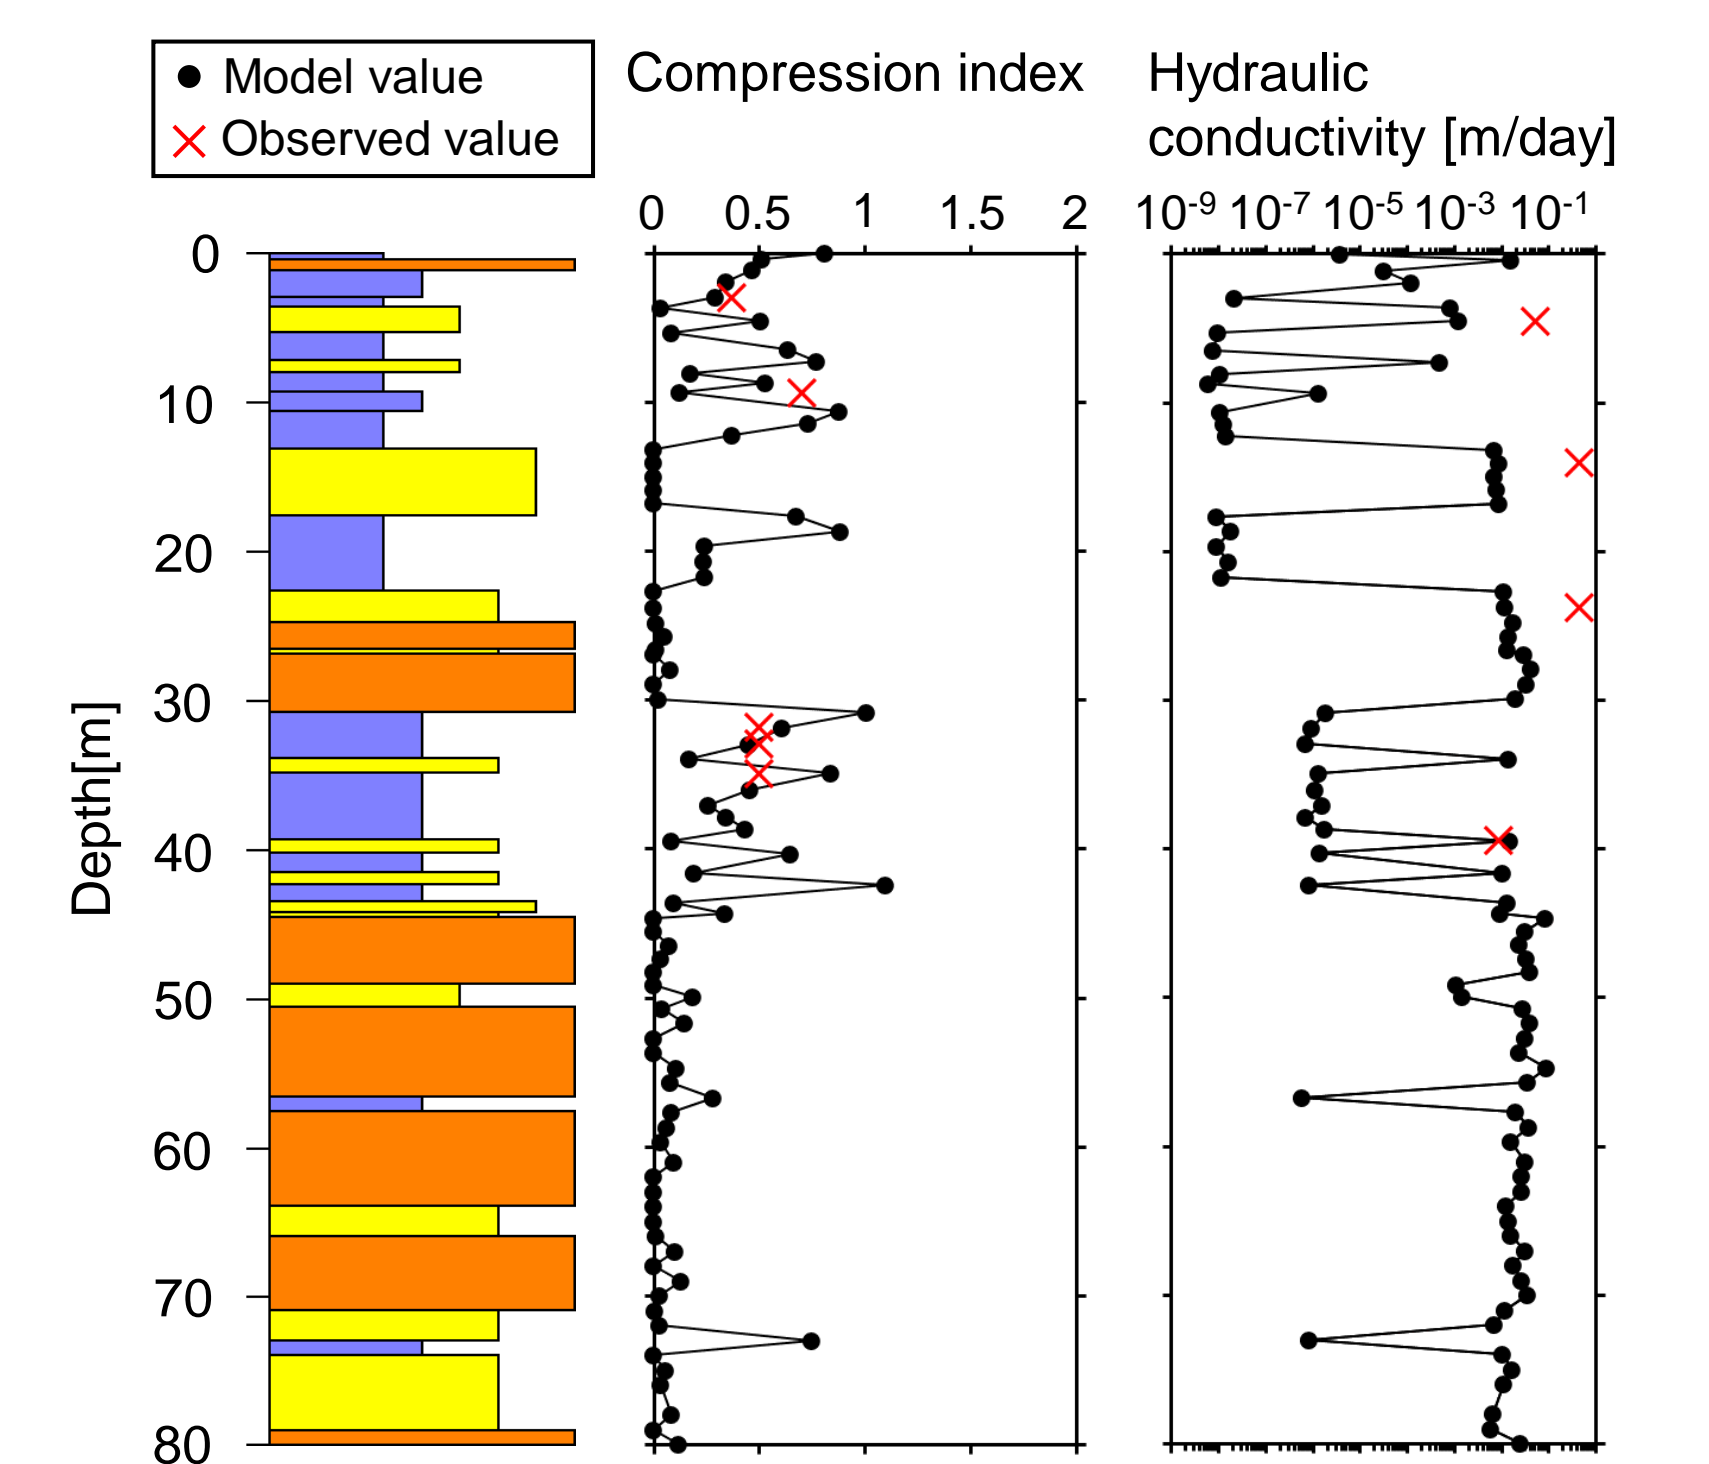 Model value
Observed value
Compression index
Hydraulic
conductivity [m/day]
0 0.5 1 1.5 2
10-9 10-7 10-5 10-3 10-1
Depth[m]
0
10
20
30
40
50
60
70
80